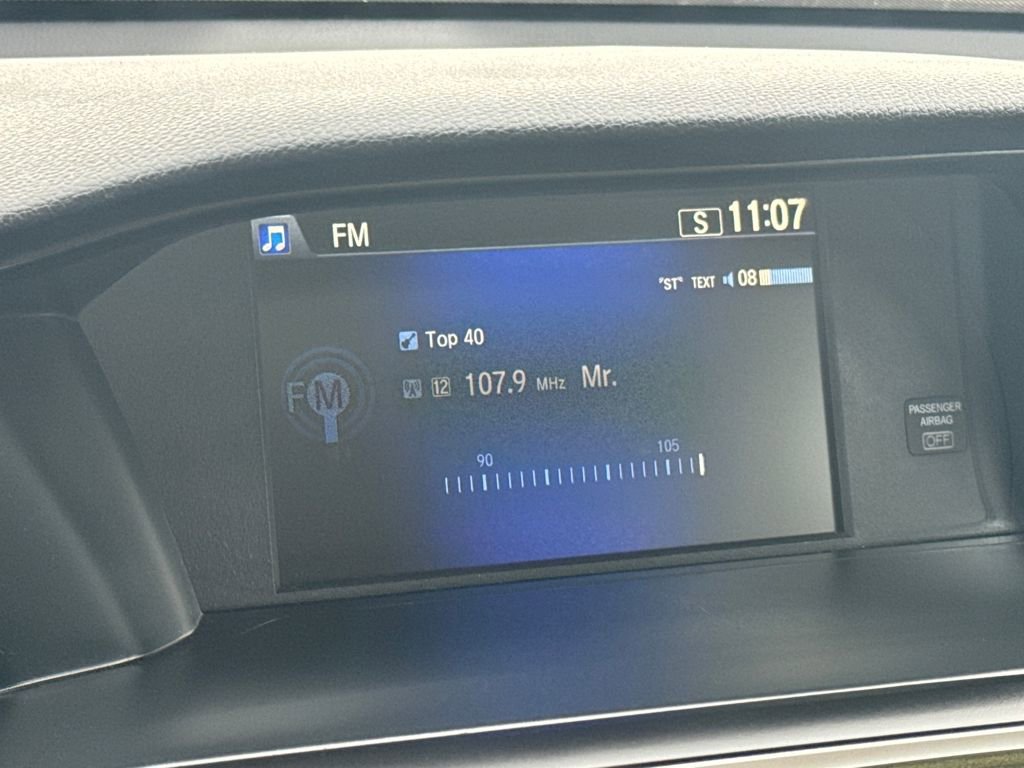 FM S 11:07
"ST" TEXT 08
Top 40
FM 12 107.9 MHz Mr.
90 105
PASSENGER
AIRBAG
OFF